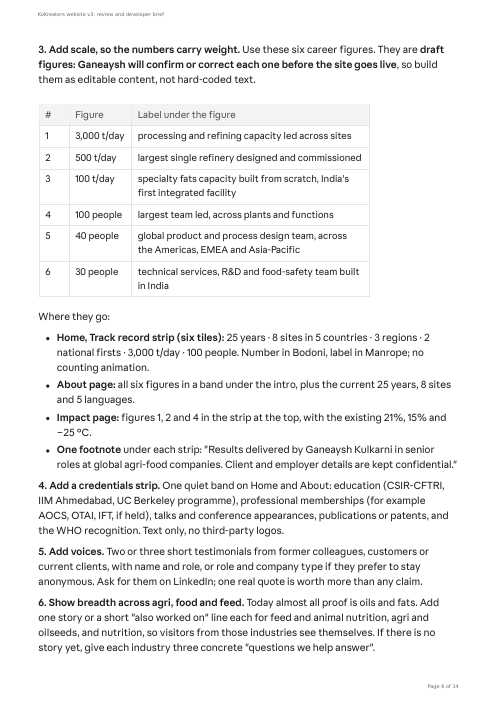 KoKreaters website v3: review and developer brief
3. Add scale, so the numbers carry weight. Use these six career figures. They are draft
figures: Ganeaysh will confirm or correct each one before the site goes live, so build
them as editable content, not hard-coded text.
# Figure Label under the figure
1 3,000 t/day processing and refining capacity led across sites
2 500 t/day largest single refinery designed and commissioned
3 100 t/day specialty fats capacity built from scratch, India's
first integrated facility
4 100 people largest team led, across plants and functions
5 40 people global product and process design team, across
the Americas, EMEA and Asia-Pacific
6 30 people technical services, R&D and food-safety team built
in India
Where they go:
• Home, Track record strip (six tiles): 25 years · 8 sites in 5 countries · 3 regions · 2
national firsts · 3,000 t/day · 100 people. Number in Bodoni, label in Manrope; no
counting animation.
• About page: all six figures in a band under the intro, plus the current 25 years, 8 sites
and 5 languages.
• Impact page: figures 1, 2 and 4 in the strip at the top, with the existing 21%, 15% and
−25 °C.
• One footnote under each strip: "Results delivered by Ganeaysh Kulkarni in senior
roles at global agri-food companies. Client and employer details are kept confidential."
4. Add a credentials strip. One quiet band on Home and About: education (CSIR-CFTRI,
IIM Ahmedabad, UC Berkeley programme), professional memberships (for example
AOCS, OTAI, IFT, if held), talks and conference appearances, publications or patents, and
the WHO recognition. Text only, no third-party logos.
5. Add voices. Two or three short testimonials from former colleagues, customers or
current clients, with name and role, or role and company type if they prefer to stay
anonymous. Ask for them on LinkedIn; one real quote is worth more than any claim.
6. Show breadth across agri, food and feed. Today almost all proof is oils and fats. Add
one story or a short "also worked on" line each for feed and animal nutrition, agri and
oilseeds, and nutrition, so visitors from those industries see themselves. If there is no
story yet, give each industry three concrete "questions we help answer".
Page 6 of 14